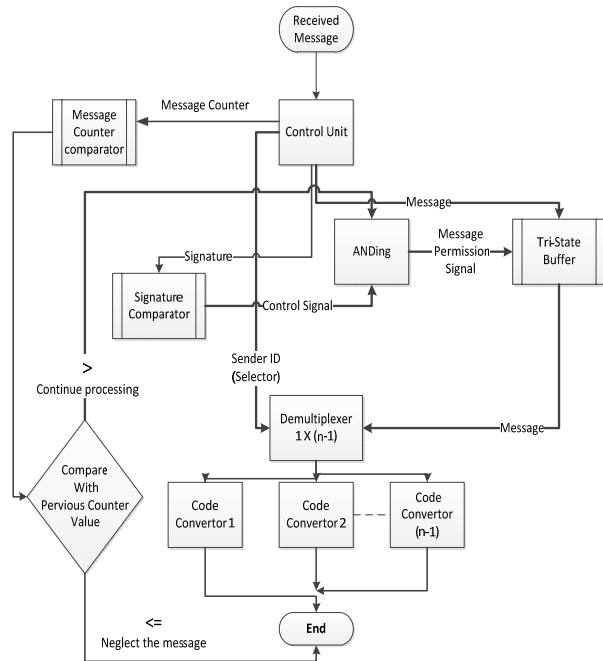 Received
Message
Message Counter
Message
Counter
comparator
Control Unit
Message
ANDing
Message
Permission
Signal
Tri-State
Buffer
Signature
Signature
Comparator
Control Signal
>
Continue processing
Sender ID
(Selector)
Demultiplexer
1 X (n-1)
Message
Compare
With
Pervious Counter
Value
Code
Convertor 1
Code
Convertor 2
Code
Convertor
(n-1)
<=
Neglect the message
End